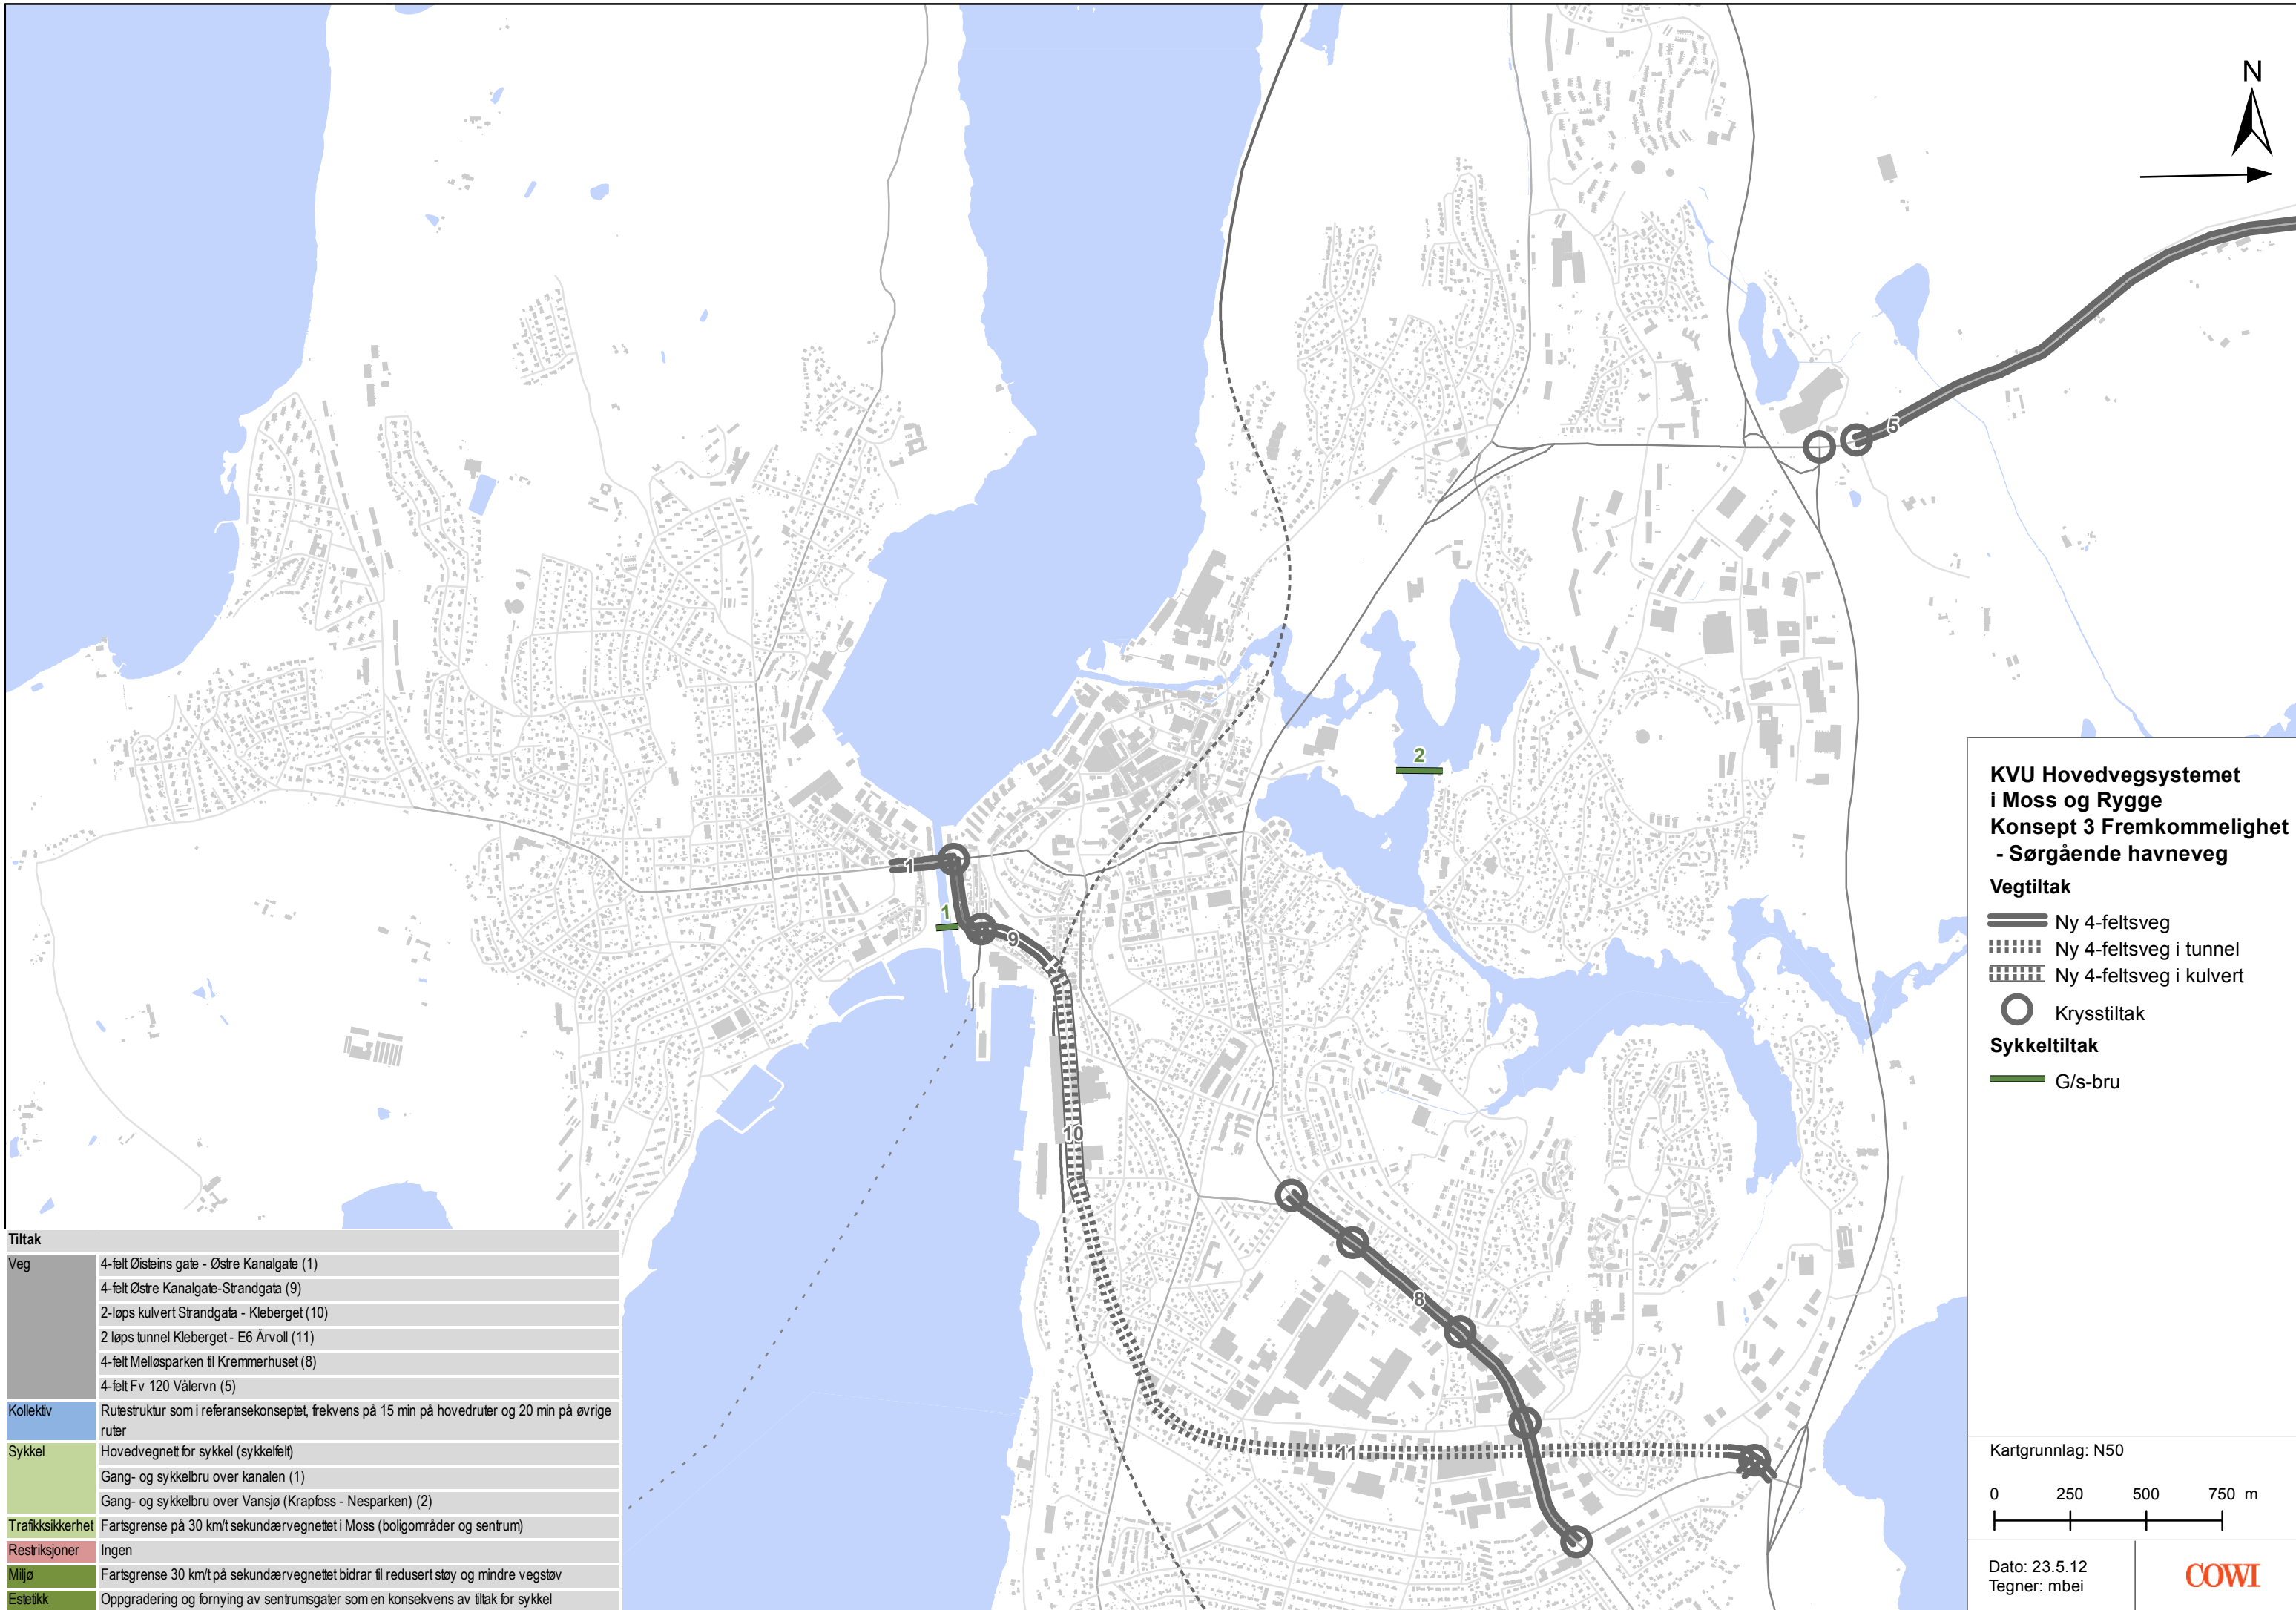 N
5
2
1
1
9
10
8
11
KVU Hovedvegsystemet
i Moss og Rygge
Konsept 3 Fremkommelighet
- Sørgående havneveg
Vegtiltak
Ny 4-feltsveg
Ny 4-feltsveg i tunnel
Ny 4-feltsveg i kulvert
Krysstiltak
Sykkeltiltak
G/s-bru
Kartgrunnlag: N50
0 250 500 750 m
Dato: 23.5.12
Tegner: mbei
COWI
Tiltak
Veg 4-felt Øisteins gate - Østre Kanalgate (1)
4-felt Østre Kanalgate-Strandgata (9)
2-løps kulvert Strandgata - Kleberget (10)
2 løps tunnel Kleberget - E6 Årvoll (11)
4-felt Melløsparken til Kremmerhuset (8)
4-felt Fv 120 Vålervn (5)
Kollektiv Rutestruktur som i referansekonseptet, frekvens på 15 min på hovedruter og 20 min på øvrige
ruter
Sykkel Hovedvegnett for sykkel (sykkelfelt)
Gang- og sykkelbru over kanalen (1)
Gang- og sykkelbru over Vansjø (Krapfoss - Nesparken) (2)
Trafikksikkerhet Fartsgrense på 30 km/t sekundærvegnettet i Moss (boligområder og sentrum)
Restriksjoner Ingen
Miljø Fartsgrense 30 km/t på sekundærvegnettet bidrar til redusert støy og mindre vegstøv
Estetikk Oppgradering og fornying av sentrumsgater som en konsekvens av tiltak for sykkel